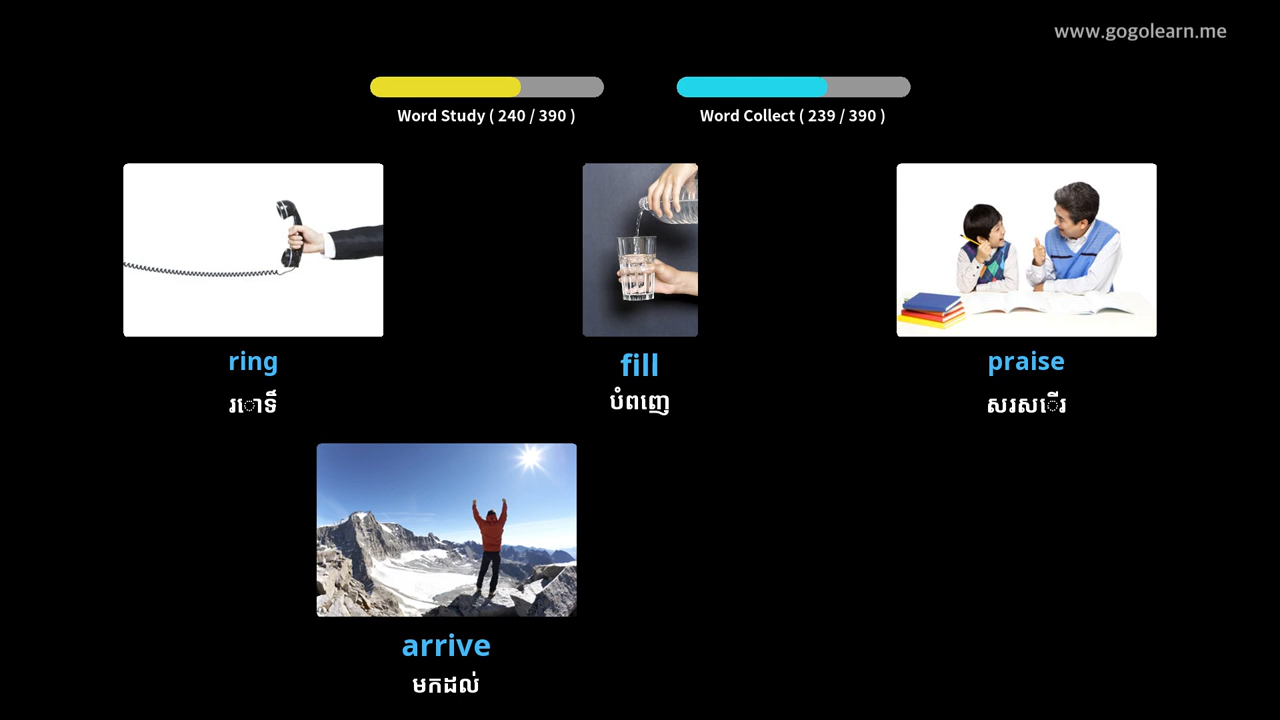 www.gogolearn.me
Word Study ( 240 / 390 )
Word Collect ( 239 / 390 )
ring
រោទិ៍
fill
បំពញេ
praise
សរសើរ
arrive
មកដល់